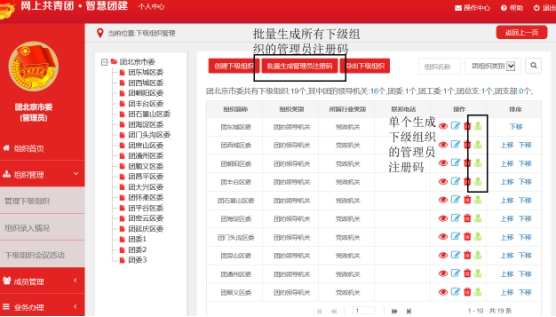 网上共青团·智慧团建
个人中心
操作中心
帮助
退出
当前位置:下级组织管理
返回上一页
批量生成所有下级组
织的管理员注册码
团北京市委
(管理员)
组织首页
组织管理
管理下级组织
组织录入情况
下级组织会议活动
成员管理
业务办理
团北京市委
团东城区委
团西城区委
团朝阳区委
团丰台区委
团石景山区委
团海淀区委
团门头沟区委
团房山区委
团通州区委
团顺义区委
团昌平区委
团大兴区委
团怀柔区委
团平谷区委
团密云区委
团延庆区委
团委1
团委2
团委3
创建下级组织
批量生成管理员注册码
导出下级组织
组织名称
团组织类别
团北京市委共有下级组织:19个,其中团的领导机关:16个;团委:1个;团工委:1个;团总支:1个;团支部:0个;
组织名称 组织类别 所属行业类别 联系电话 操作 排序
团东城区委 团的领导机关 党政机关 下移
团西城区委 团的领导机关 党政机关 上移 下移
团朝阳区委 团的领导机关 党政机关 上移 下移
团丰台区委 团的领导机关 党政机关 上移 下移
团石景山区委 团的领导机关 党政机关 上移 下移
团海淀区委 团的领导机关 党政机关 上移 下移
团门头沟区委 团的领导机关 党政机关 上移 下移
团房山区委 团的领导机关 党政机关 上移 下移
团通州区委 团的领导机关 党政机关 上移 下移
团顺义区委 团的领导机关 党政机关 上移 下移
单个生成
下级组织
的管理员
注册码
1
1 - 10 共 19 条